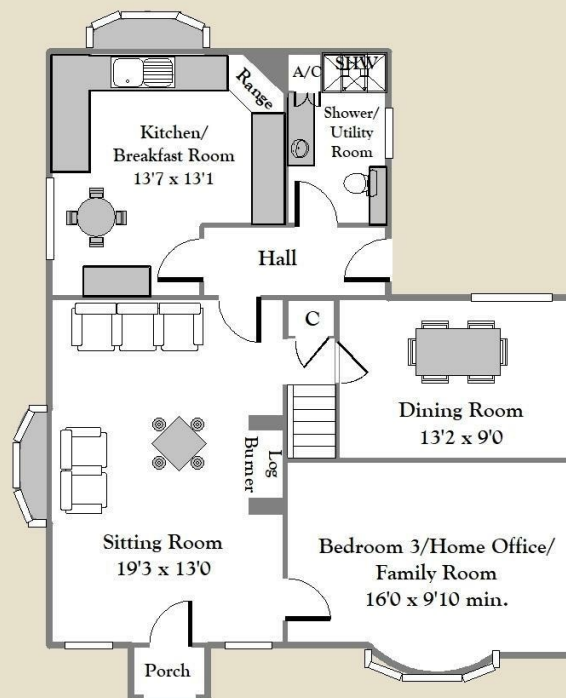 A/C
SHW
Range
Shower/
Utility
Room
Kitchen/
Breakfast Room
13'7 x 13'1
Hall
C
Dining Room
13'2 x 9'0
Log
Burner
Sitting Room
19'3 x 13'0
Bedroom 3/Home Office/
Family Room
16'0 x 9'10 min.
Porch